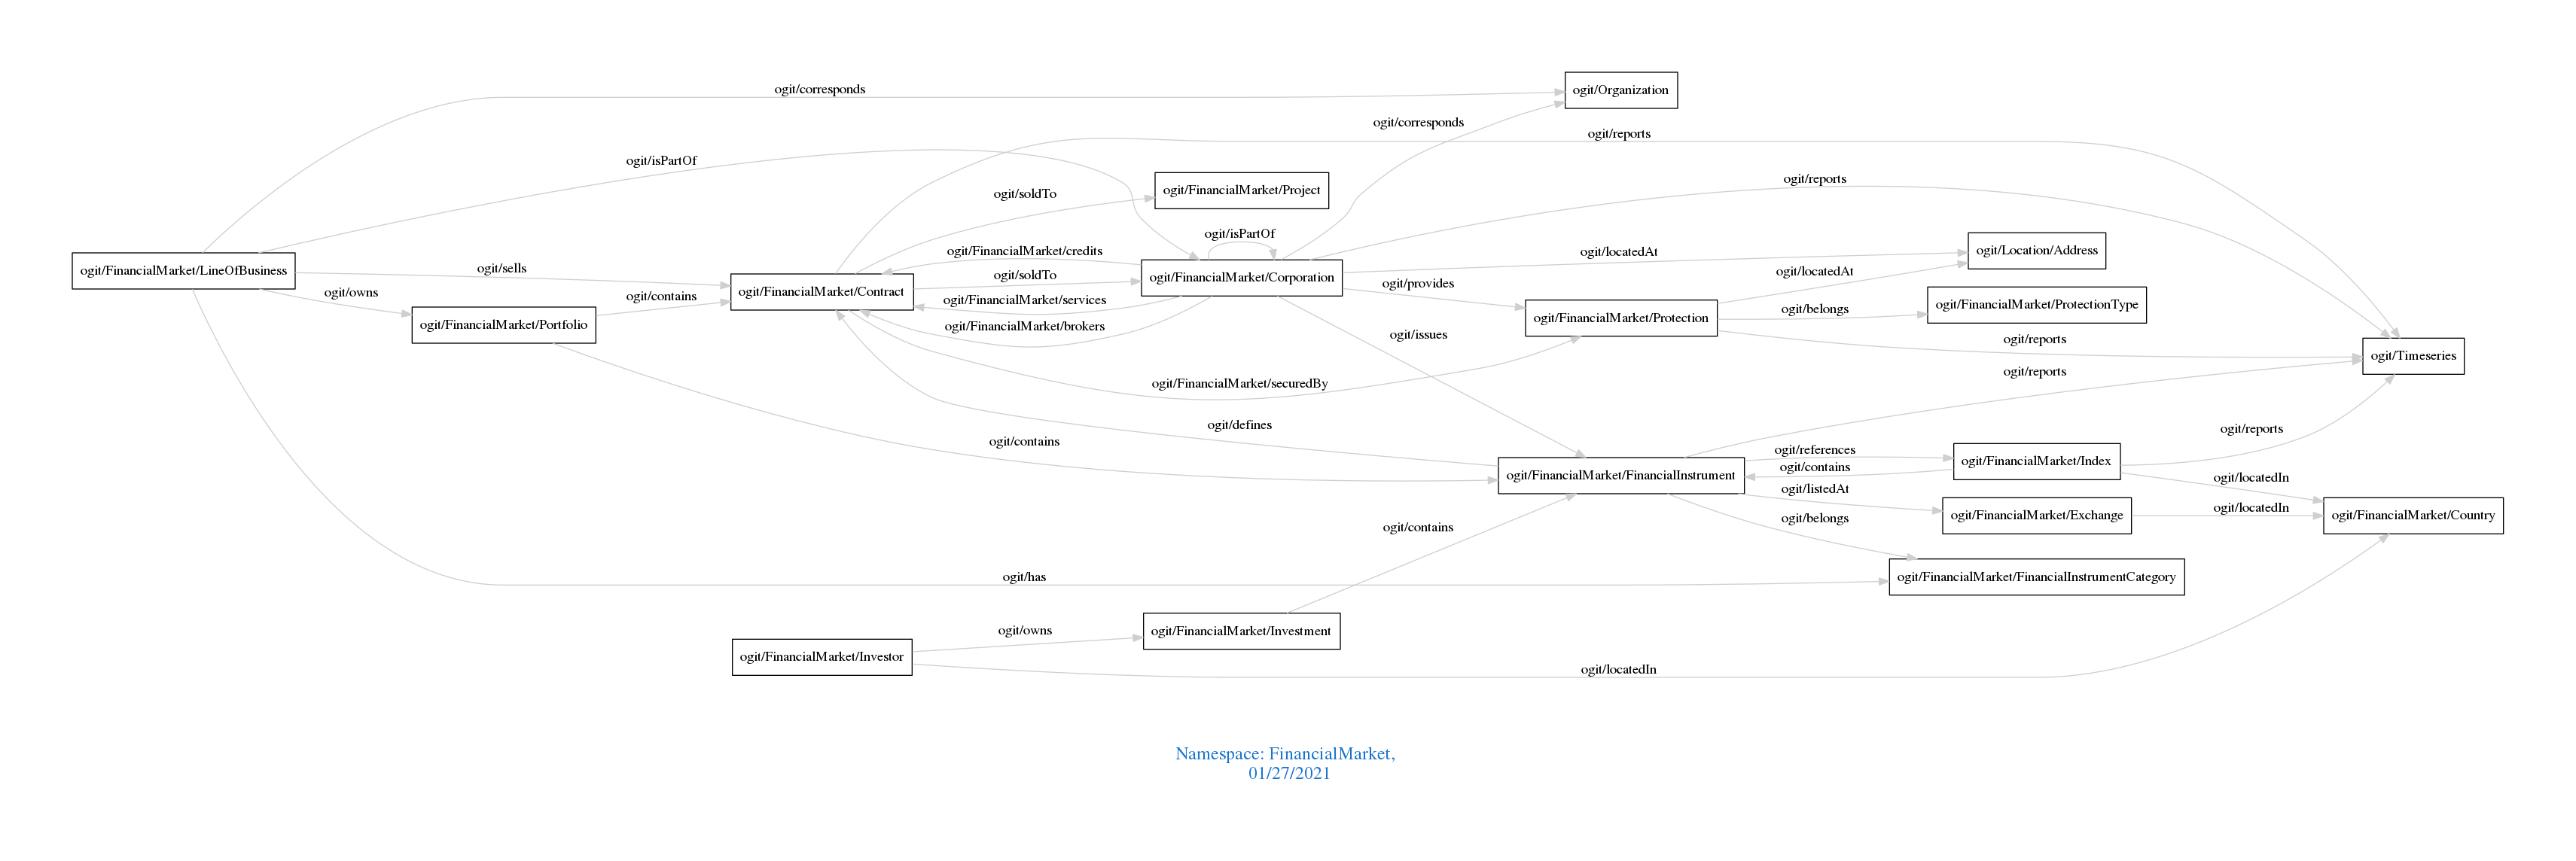 ogit/Organization
ogit/corresponds
ogit/corresponds
ogit/reports
ogit/isPartOf
ogit/reports
ogit/FinancialMarket/Project
ogit/soldTo
ogit/isPartOf
ogit/FinancialMarket/credits
ogit/locatedAt
ogit/Location/Address
ogit/FinancialMarket/LineOfBusiness
ogit/sells
ogit/soldTo
ogit/FinancialMarket/Corporation
ogit/locatedAt
ogit/provides
ogit/owns
ogit/contains
ogit/FinancialMarket/Contract
ogit/FinancialMarket/services
ogit/FinancialMarket/ProtectionType
ogit/belongs
ogit/FinancialMarket/Portfolio
ogit/FinancialMarket/brokers
ogit/FinancialMarket/Protection
ogit/issues
ogit/reports
ogit/Timeseries
ogit/reports
ogit/FinancialMarket/securedBy
ogit/defines
ogit/reports
ogit/contains
ogit/references
ogit/FinancialMarket/Index
ogit/contains
ogit/FinancialMarket/FinancialInstrument
ogit/locatedIn
ogit/listedAt
ogit/locatedIn
ogit/FinancialMarket/Exchange
ogit/FinancialMarket/Country
ogit/belongs
ogit/contains
ogit/has
ogit/FinancialMarket/FinancialInstrumentCategory
ogit/owns
ogit/FinancialMarket/Investment
ogit/FinancialMarket/Investor
ogit/locatedIn
Namespace: FinancialMarket,
01/27/2021